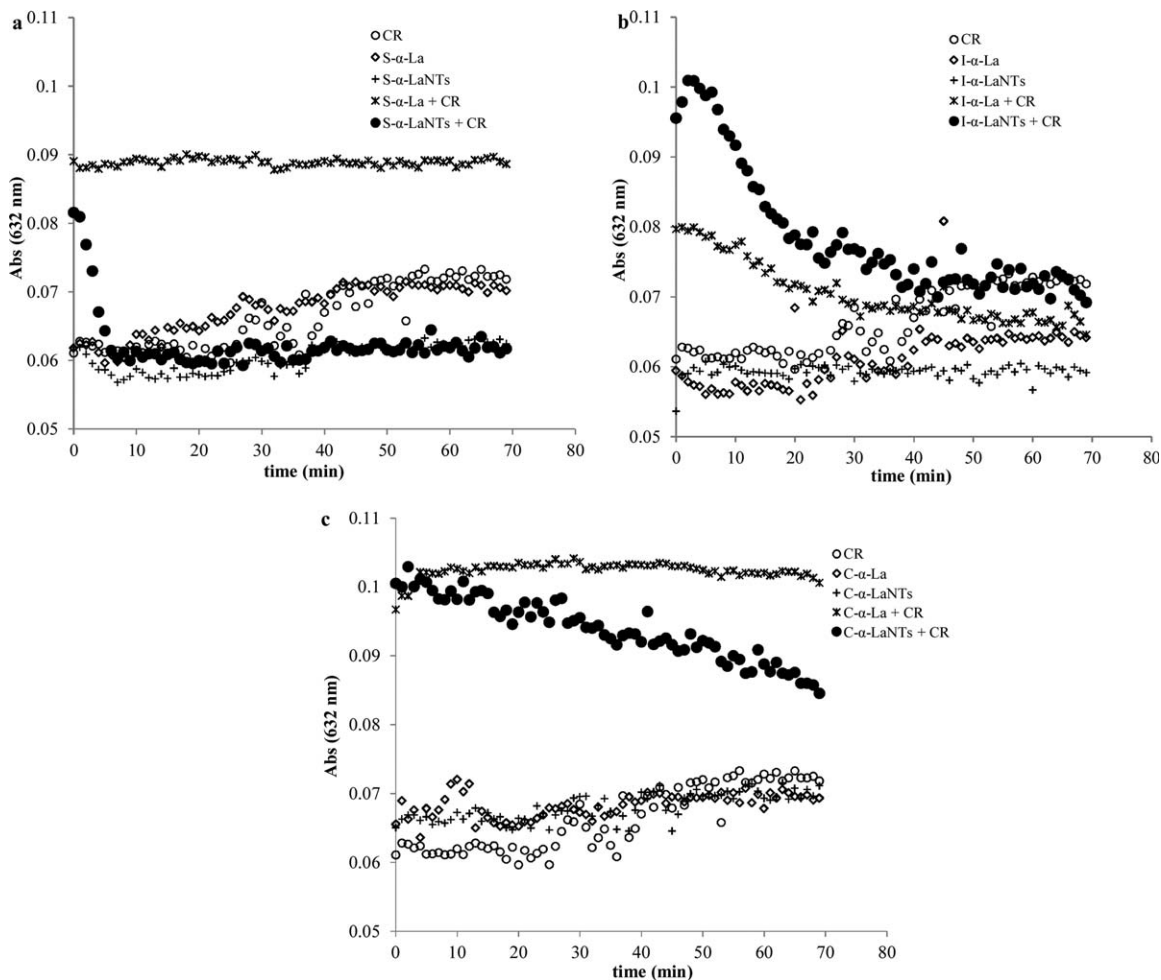 a
0.11
0.1
0.09
0.08
0.07
0.06
0.05
Abs (632 nm)
0 10 20 30 40 50 60 70 80
time (min)
CR
S-α-La
S-α-LaNTs
S-α-La + CR
S-α-LaNTs + CR
b
0.11
0.1
0.09
0.08
0.07
0.06
0.05
Abs (632 nm)
0 10 20 30 40 50 60 70 80
time (min)
CR
I-α-La
I-α-LaNTs
I-α-La + CR
I-α-LaNTs + CR
c
0.11
0.1
0.09
0.08
0.07
0.06
0.05
Abs (632 nm)
0 10 20 30 40 50 60 70 80
time (min)
CR
C-α-La
C-α-LaNTs
C-α-La + CR
C-α-LaNTs + CR